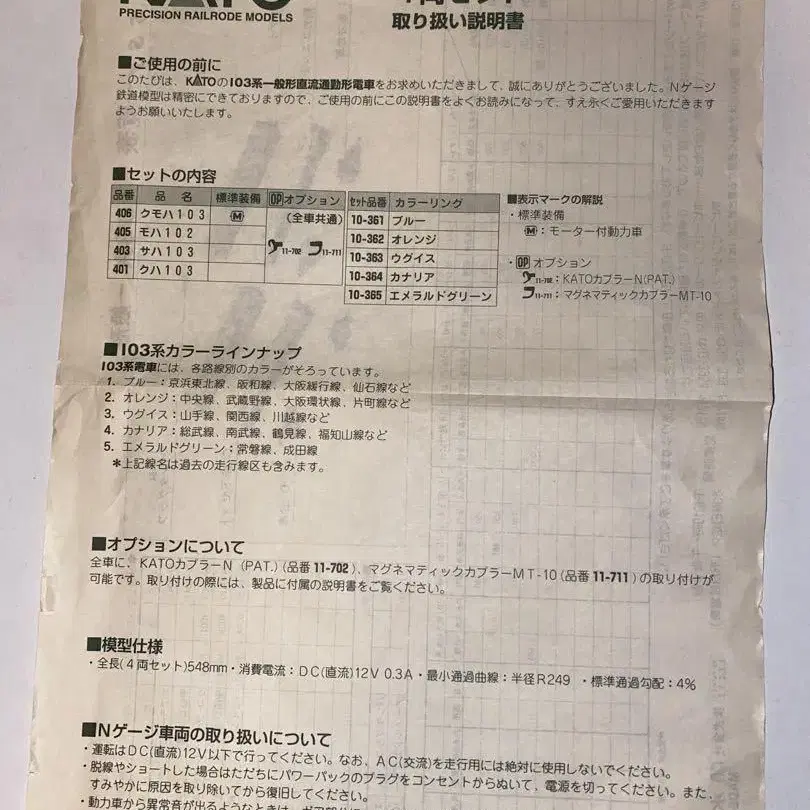 KATO
PRECISION RAILRODE MODELS
4両セット
取り扱い説明書
■ご使用の前に
このたびは、KATOの103系一般形直流通勤形電車をお求めいただきまして、誠にありがとうございました。Nゲージ
鉄道模型は精密にできておりますので、ご使用の前にこの説明書をよくお読みになって、すえ永くご愛用いただきます
ようお願いいたします。
■セットの内容
品番 品 名 標準装備 OPオプション
406 クモハ103 M (全車共通)
405 モハ102
403 サハ103 11-702 11-711
401 クハ103
セット品番 カラーリング
10-361 ブルー
10-362 オレンジ
10-363 ウグイス
10-364 カナリア
10-365 エメラルドグリーン
■表示マークの解説
・標準装備
M：モーター付動力車
・OPオプション
11-702：KATOカプラーN(PAT.)
11-711：マグネマティックカプラーMT-10
■103系カラーラインナップ
103系電車には、各路線別のカラーがそろっています。
1．ブルー：京浜東北線、阪和線、大阪緩行線、仙石線など
2．オレンジ：中央線、武蔵野線、大阪環状線、片町線など
3．ウグイス：山手線、関西線、川越線など
4．カナリア：総武線、南武線、鶴見線、福知山線など
5．エメラルドグリーン：常磐線、成田線
＊上記線名は過去の走行線区も含みます。
■オプションについて
全車に、KATOカプラーN（PAT.）(品番 11-702）、マグネマティックカプラーMT-10(品番 11-711)の取り付けが
可能です。取り付けの際には、製品に付属の説明書をご覧ください。
■模型仕様
・全長(4両セット)548mm・消費電流：DC(直流)12V 0.3A・最小通過曲線：半径R249 ・標準通過勾配：4%
■Nゲージ車両の取り扱いについて
・運転はDC(直流)12V以下で行ってください。なお、AC(交流)を走行用には絶対に使用しないでください。
・脱線やショートした場合はただちにパワーパックのプラグをコンセントからぬいて、電源を切ってください。また、
すみやかに原因を取り除いてから復旧してください。
・動力車から異常音が出るようなときは、